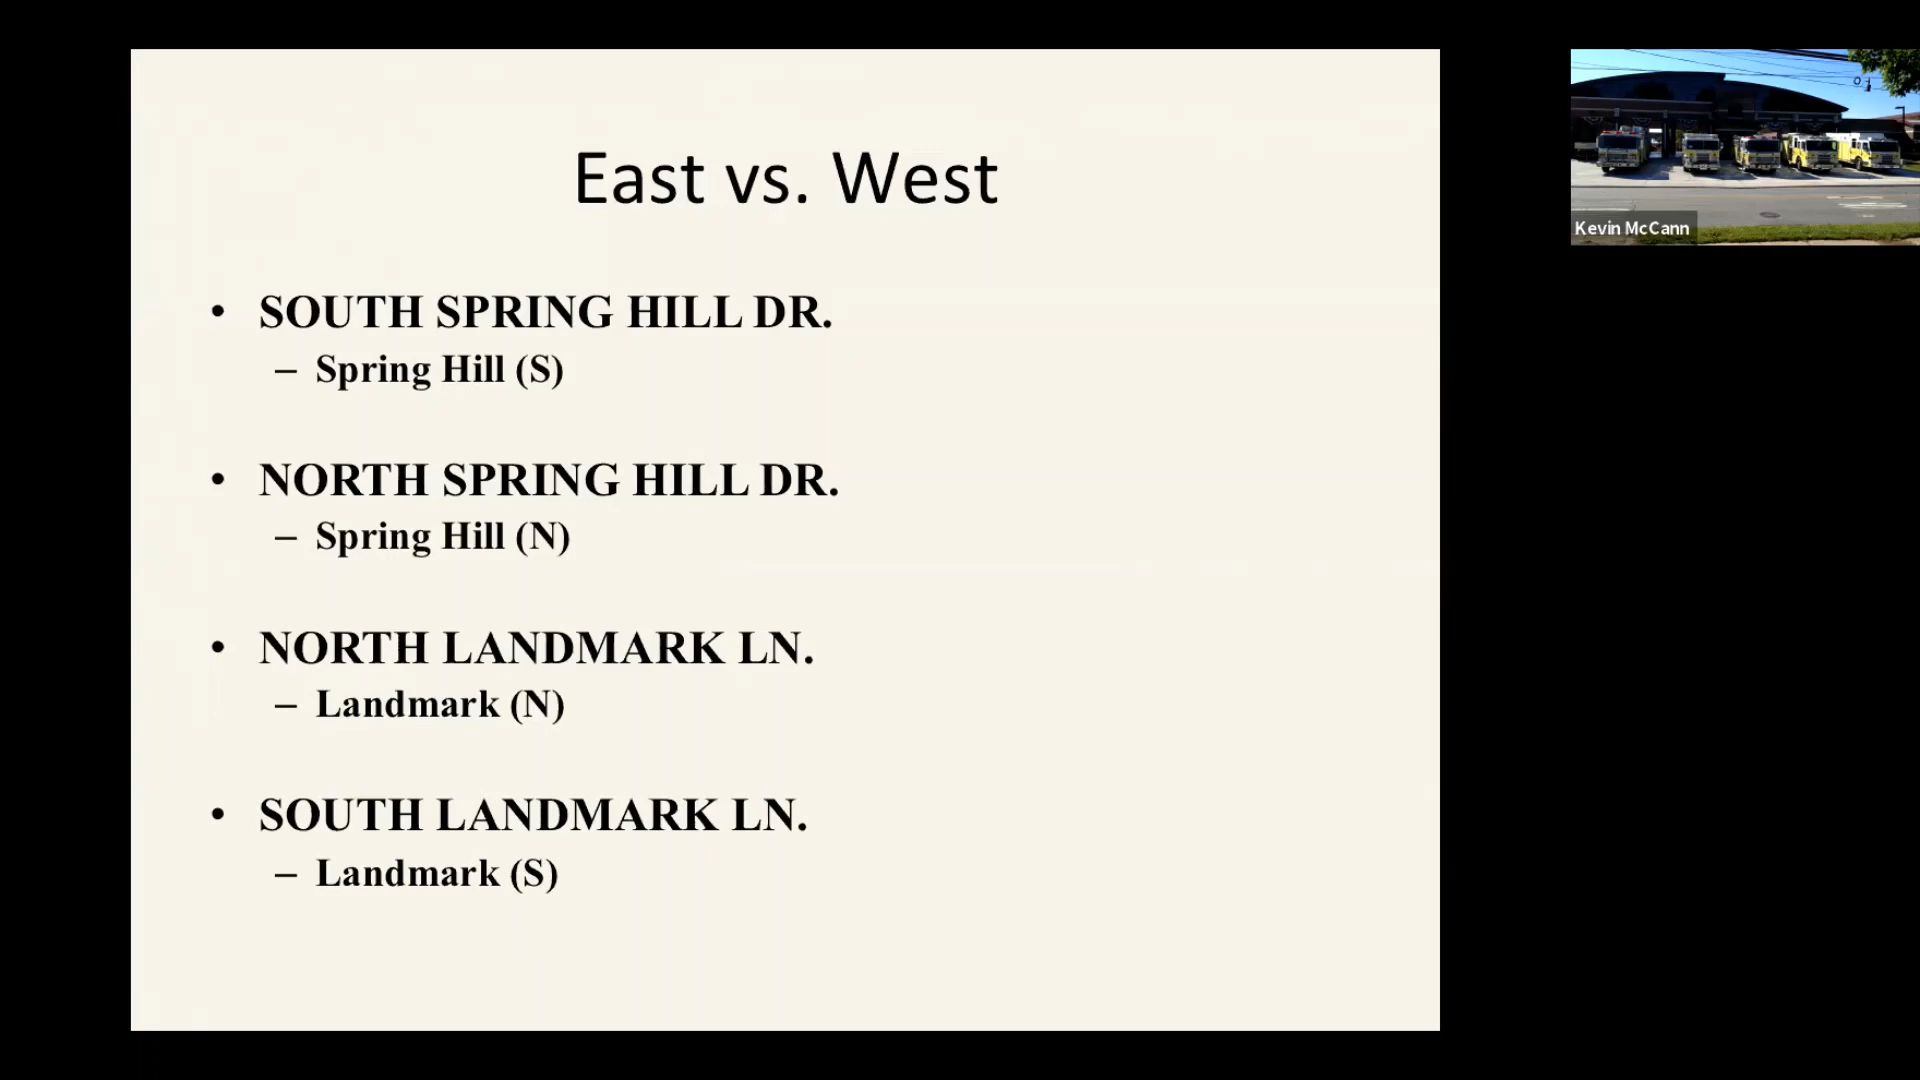 East vs. West
• SOUTH SPRING HILL DR.
– Spring Hill (S)
• NORTH SPRING HILL DR.
– Spring Hill (N)
• NORTH LANDMARK LN.
– Landmark (N)
• SOUTH LANDMARK LN.
– Landmark (S)
Kevin McCann